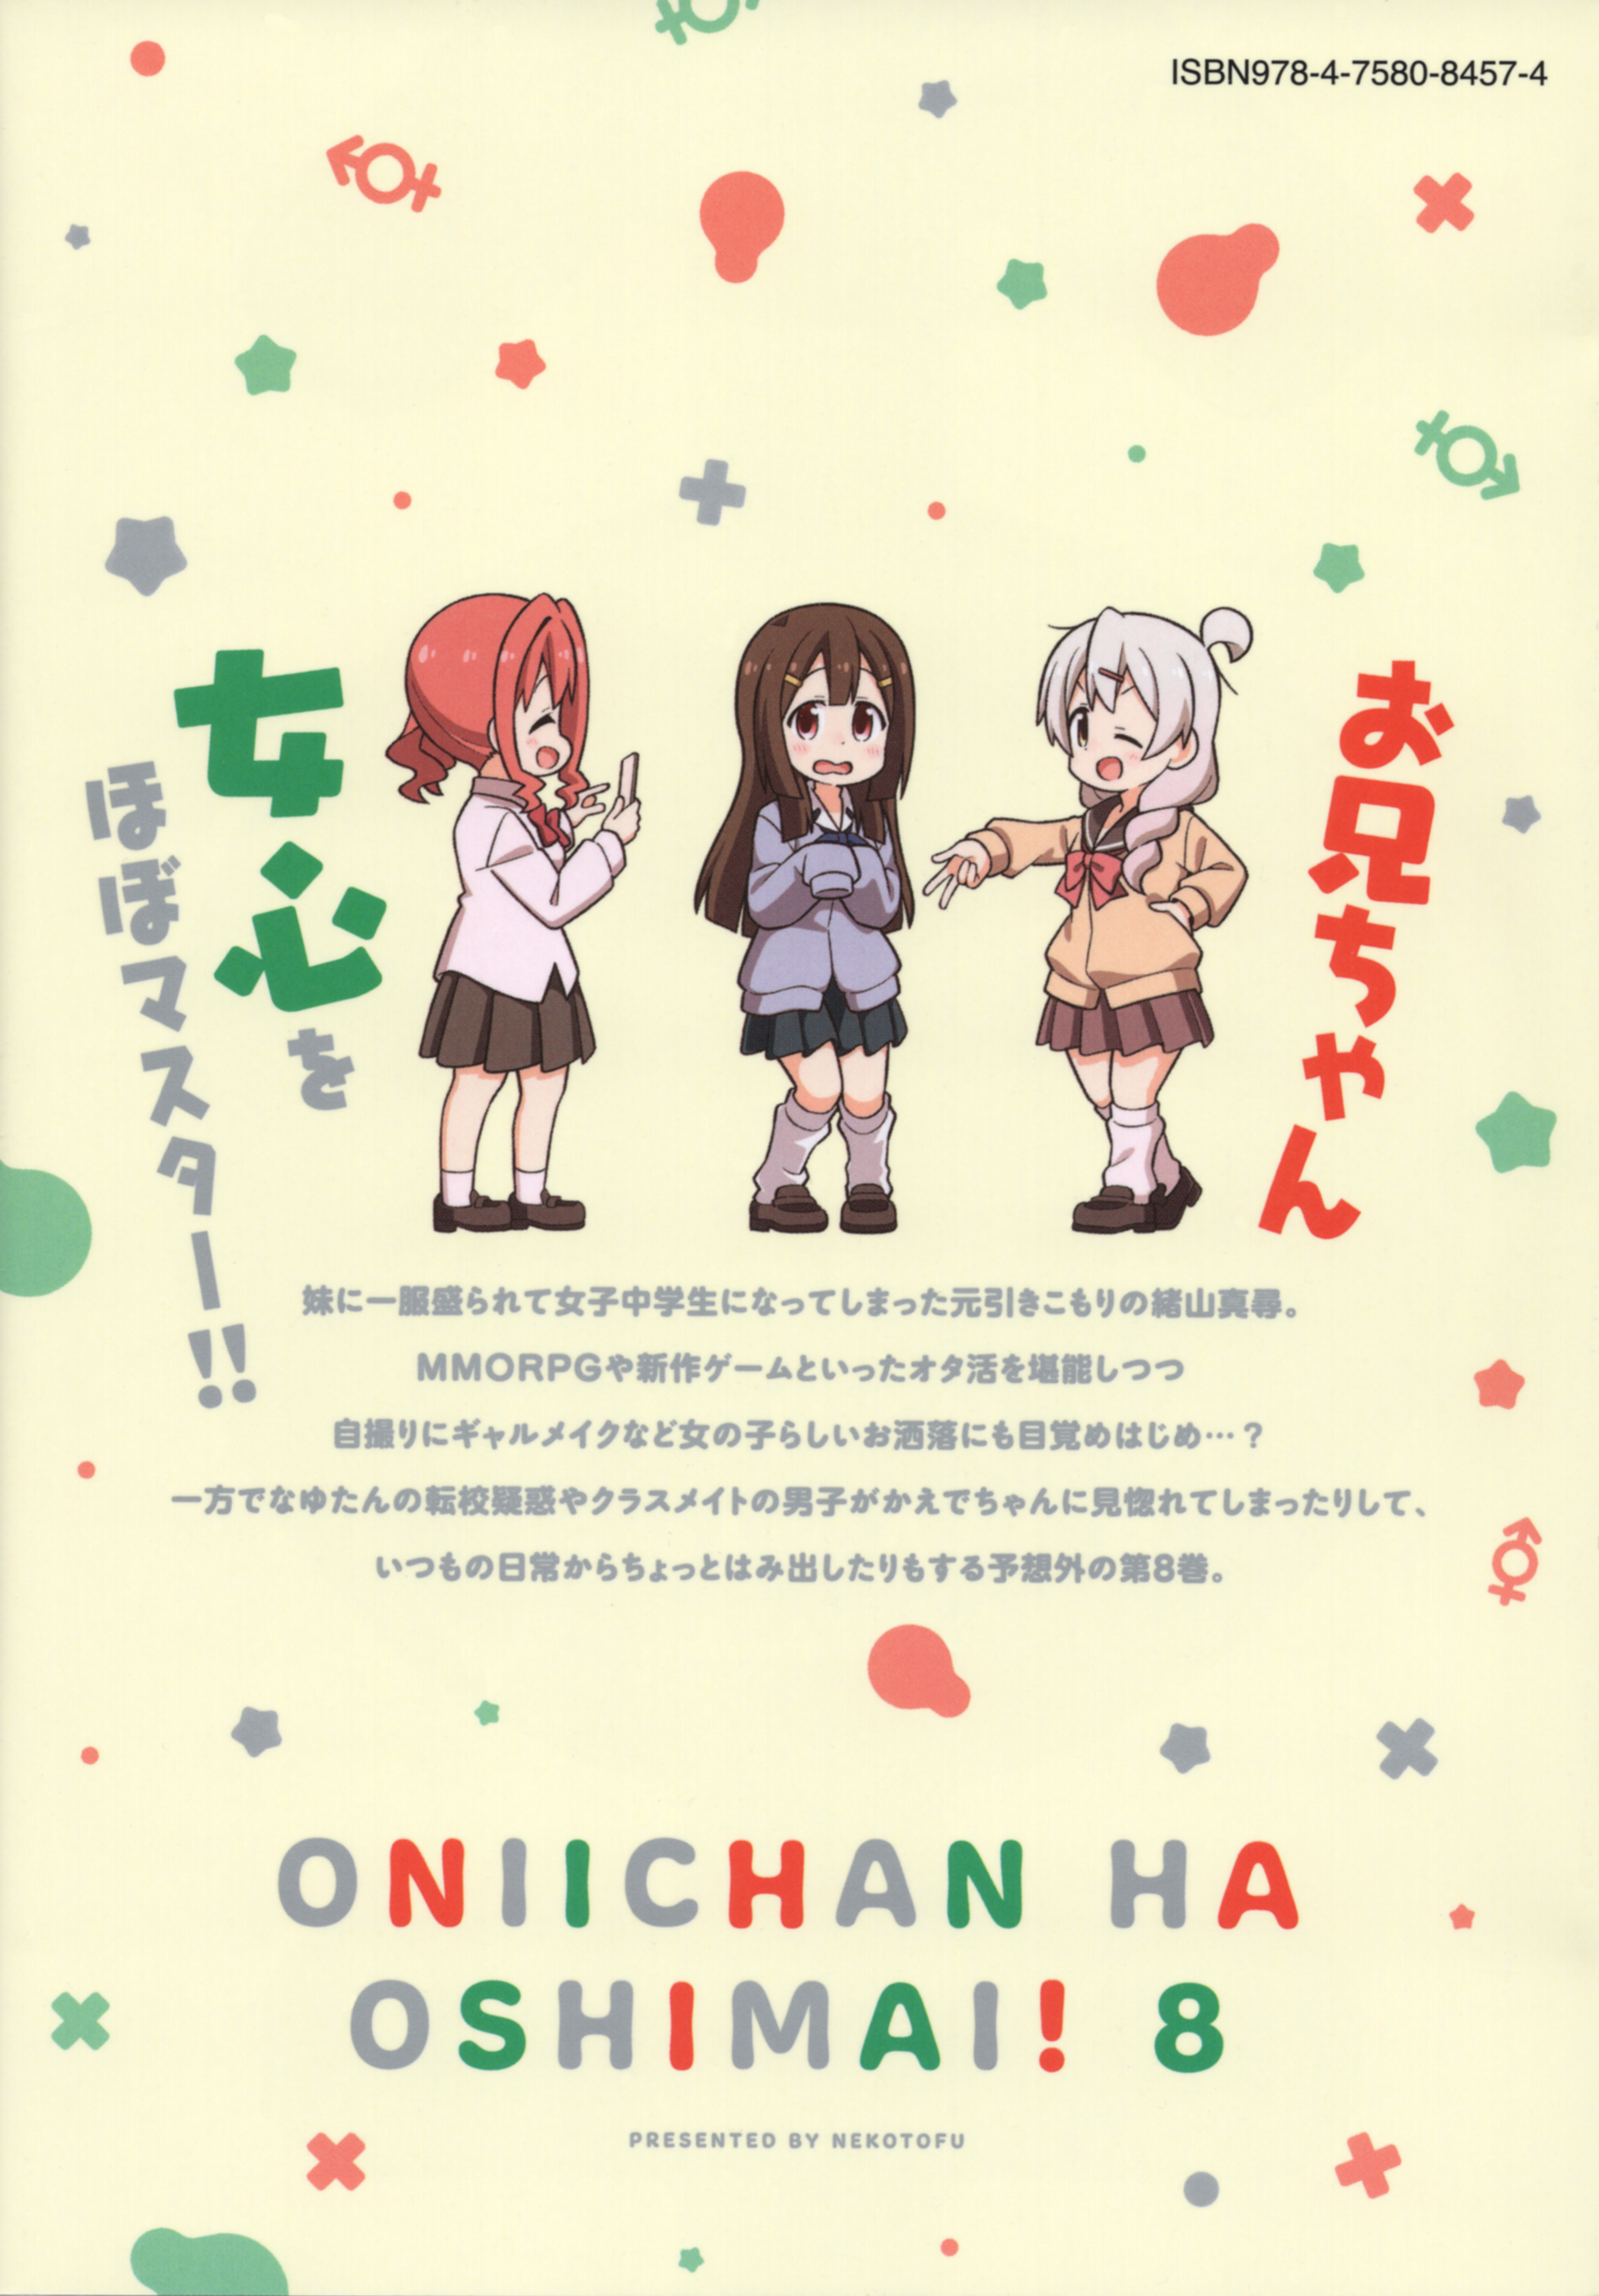 ISBN978-4-7580-8457-4
お兄ちゃん
女心を
ほぼマスター!!
妹に一服盛られて女子中学生になってしまった元引きこもりの緒山真尋。
MMORPGや新作ゲームといったオタ活を堪能しつつ
自撮りにギャルメイクなど女の子らしいお洒落にも目覚めはじめ…？
一方でなゆたんの転校疑惑やクラスメイトの男子がかえでちゃんに見惚れてしまったりして、
いつもの日常からちょっとはみ出したりもする予想外の第8巻。
ONIICHAN HA
OSHIMAI! 8
PRESENTED BY NEKOTOFU